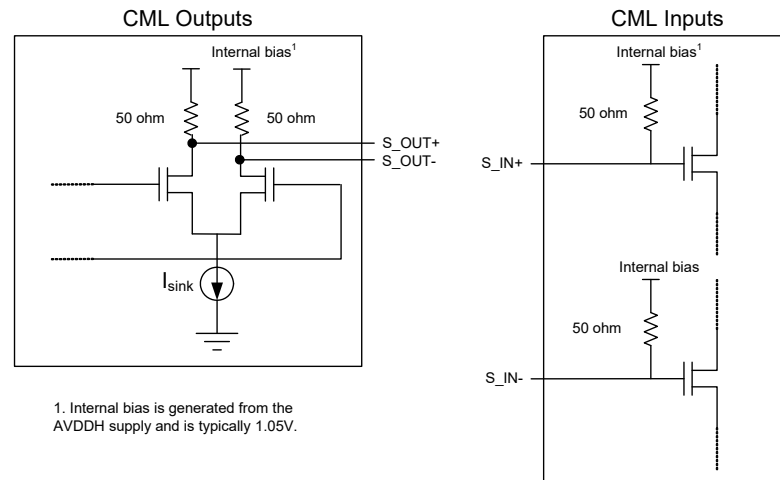 CML Outputs
Internal bias1
50 ohm
50 ohm
S_OUT+
S_OUT-
Isink
1. Internal bias is generated from the
AVDDH supply and is typically 1.05V.
CML Inputs
Internal bias1
50 ohm
S_IN+
Internal bias
50 ohm
S_IN-